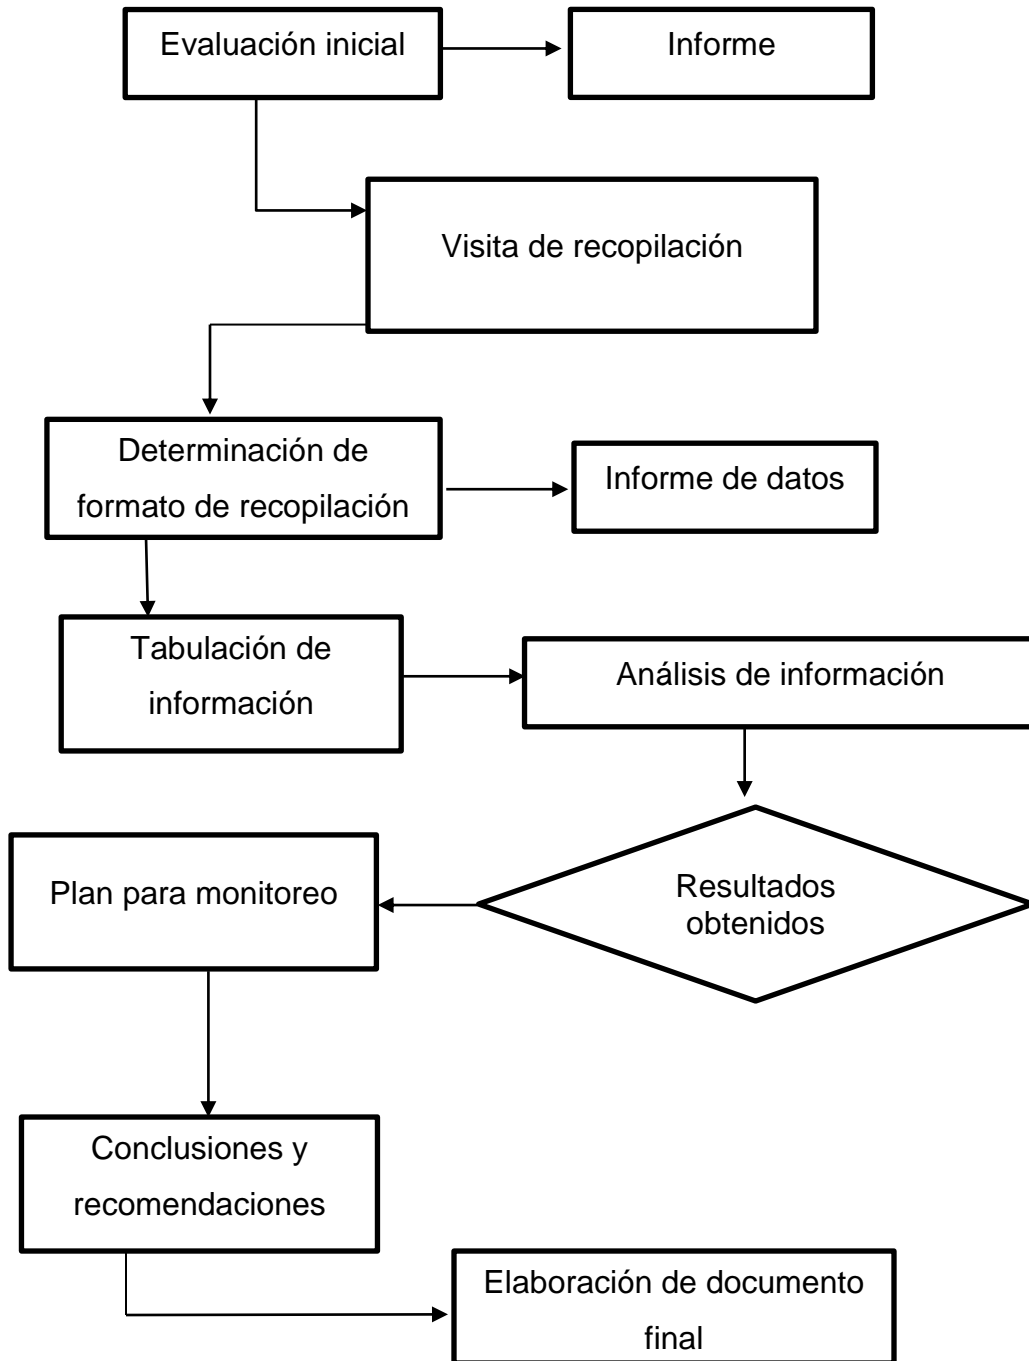 Evaluación inicial
Informe
Visita de recopilación
Determinación de
formato de recopilación
Informe de datos
Tabulación de
información
Análisis de información
Resultados
obtenidos
Plan para monitoreo
Conclusiones y
recomendaciones
Elaboración de documento
final